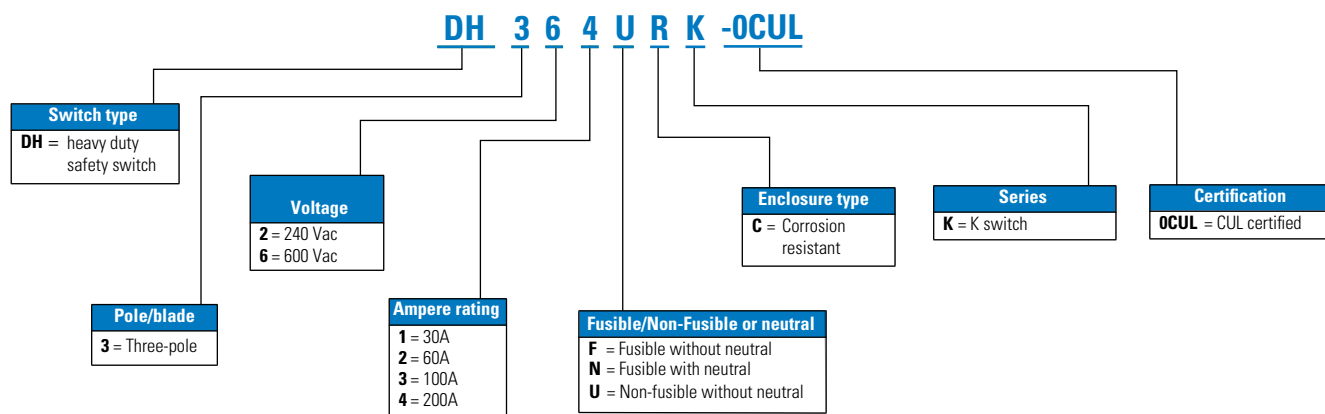 DH 3 6 4 U R K -0CUL
Switch type
DH = heavy duty
safety switch
Pole/blade
3 = Three-pole
Voltage
2 = 240 Vac
6 = 600 Vac
Ampere rating
1 = 30A
2 = 60A
3 = 100A
4 = 200A
Fusible/Non-Fusible or neutral
F = Fusible without neutral
N = Fusible with neutral
U = Non-fusible without neutral
Enclosure type
C = Corrosion
resistant
Series
K = K switch
Certification
0CUL = CUL certified